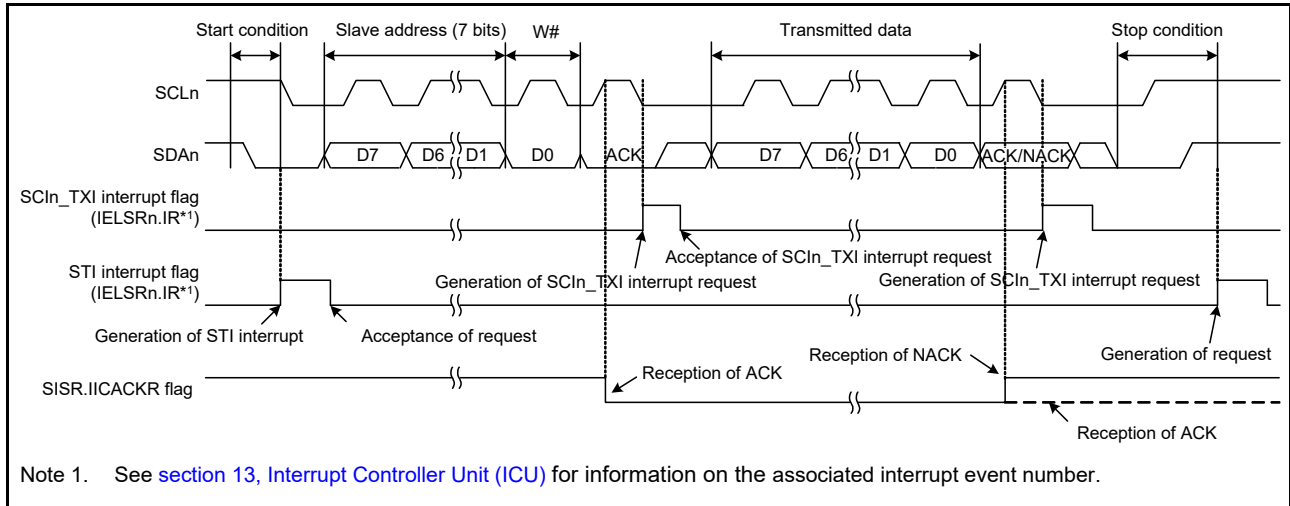 Start condition Slave address (7 bits) W# Transmitted data Stop condition
SCLn
SDAn D7 D6 D1 D0 ACK D7 D6 D1 D0 ACK/NACK
SCIn_TXI interrupt flag
(IELSRn.IR*1)
Acceptance of SCIn_TXI interrupt request
Generation of SCIn_TXI interrupt request Generation of SCIn_TXI interrupt request
STI interrupt flag
(IELSRn.IR*1)
Generation of STI interrupt Acceptance of request
Generation of request
Reception of NACK
Reception of ACK
SISR.IICACKR flag
Reception of ACK
Note 1. See section 13, Interrupt Controller Unit (ICU) for information on the associated interrupt event number.